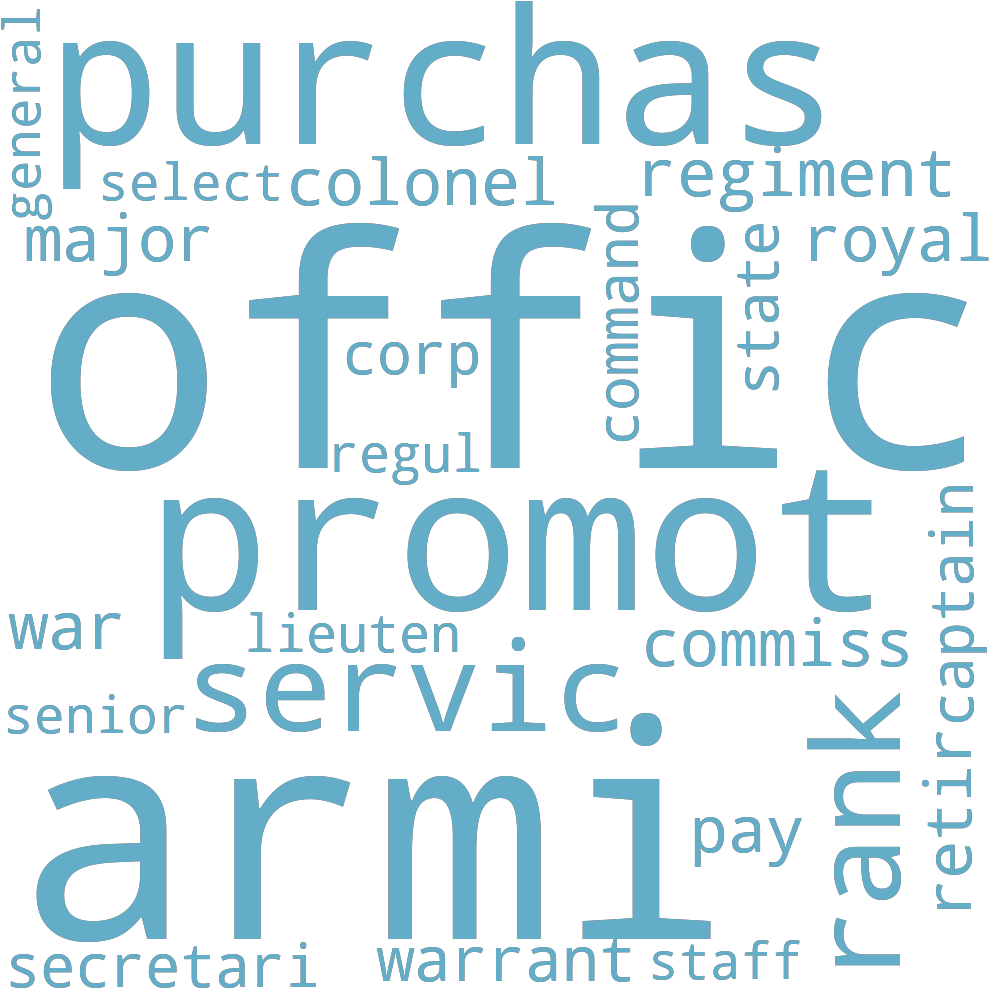 general
purchas
select
colonel
regiment
major
offic
command
state
royal
corp
regul
promot
captain
war
lieuten
commiss
servic
senior
armi
rank
retir
pay
secretari
warrant
staff